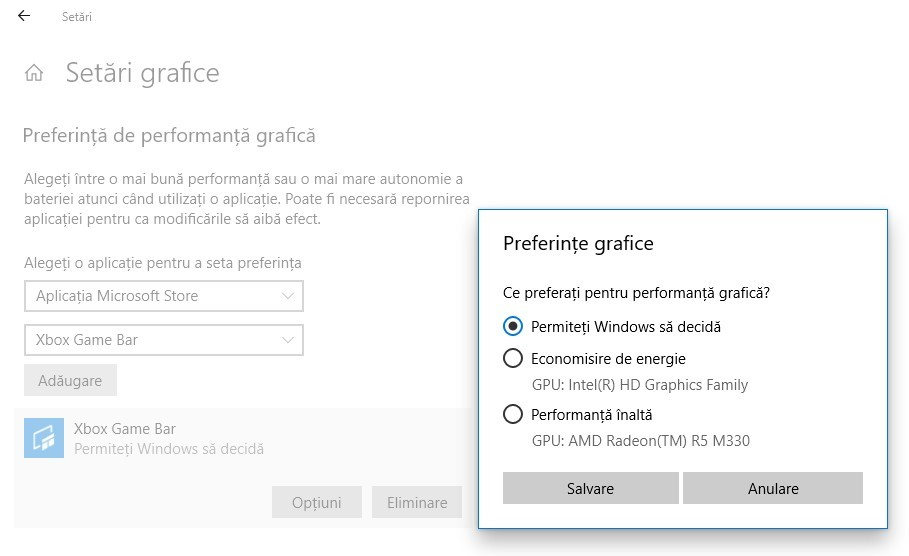 Setări
Setări grafice
Preferință de performanță grafică
Alegeți între o mai bună performanță sau o mai mare autonomie a
bateriei atunci când utilizați o aplicație. Poate fi necesară repornirea
aplicației pentru ca modificările să aibă efect.
Alegeți o aplicație pentru a seta preferința
Aplicația Microsoft Store
Xbox Game Bar
Adăugare
Xbox Game Bar
Permiteți Windows să decidă
Opțiuni
Eliminare
Preferințe grafice
Ce preferați pentru performanță grafică?
Permiteți Windows să decidă
Economisire de energie
GPU: Intel(R) HD Graphics Family
Performanță înaltă
GPU: AMD Radeon(TM) R5 M330
Salvare
Anulare